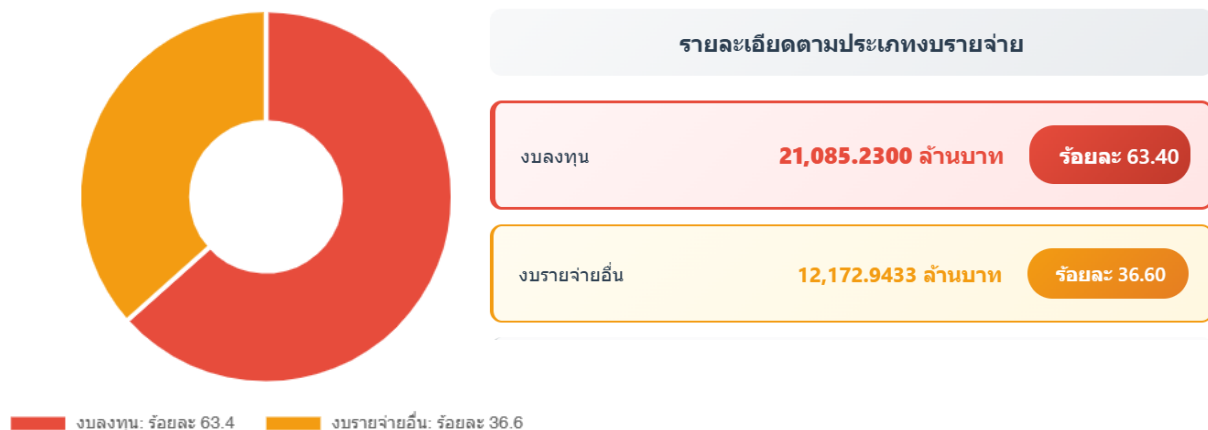 รายละเอียดตามประเภทงบรายจ่าย
งบลงทุน 21,085.2300 ล้านบาท ร้อยละ 63.40
งบรายจ่ายอื่น 12,172.9433 ล้านบาท ร้อยละ 36.60
งบลงทุน: ร้อยละ 63.4 งบรายจ่ายอื่น: ร้อยละ 36.6